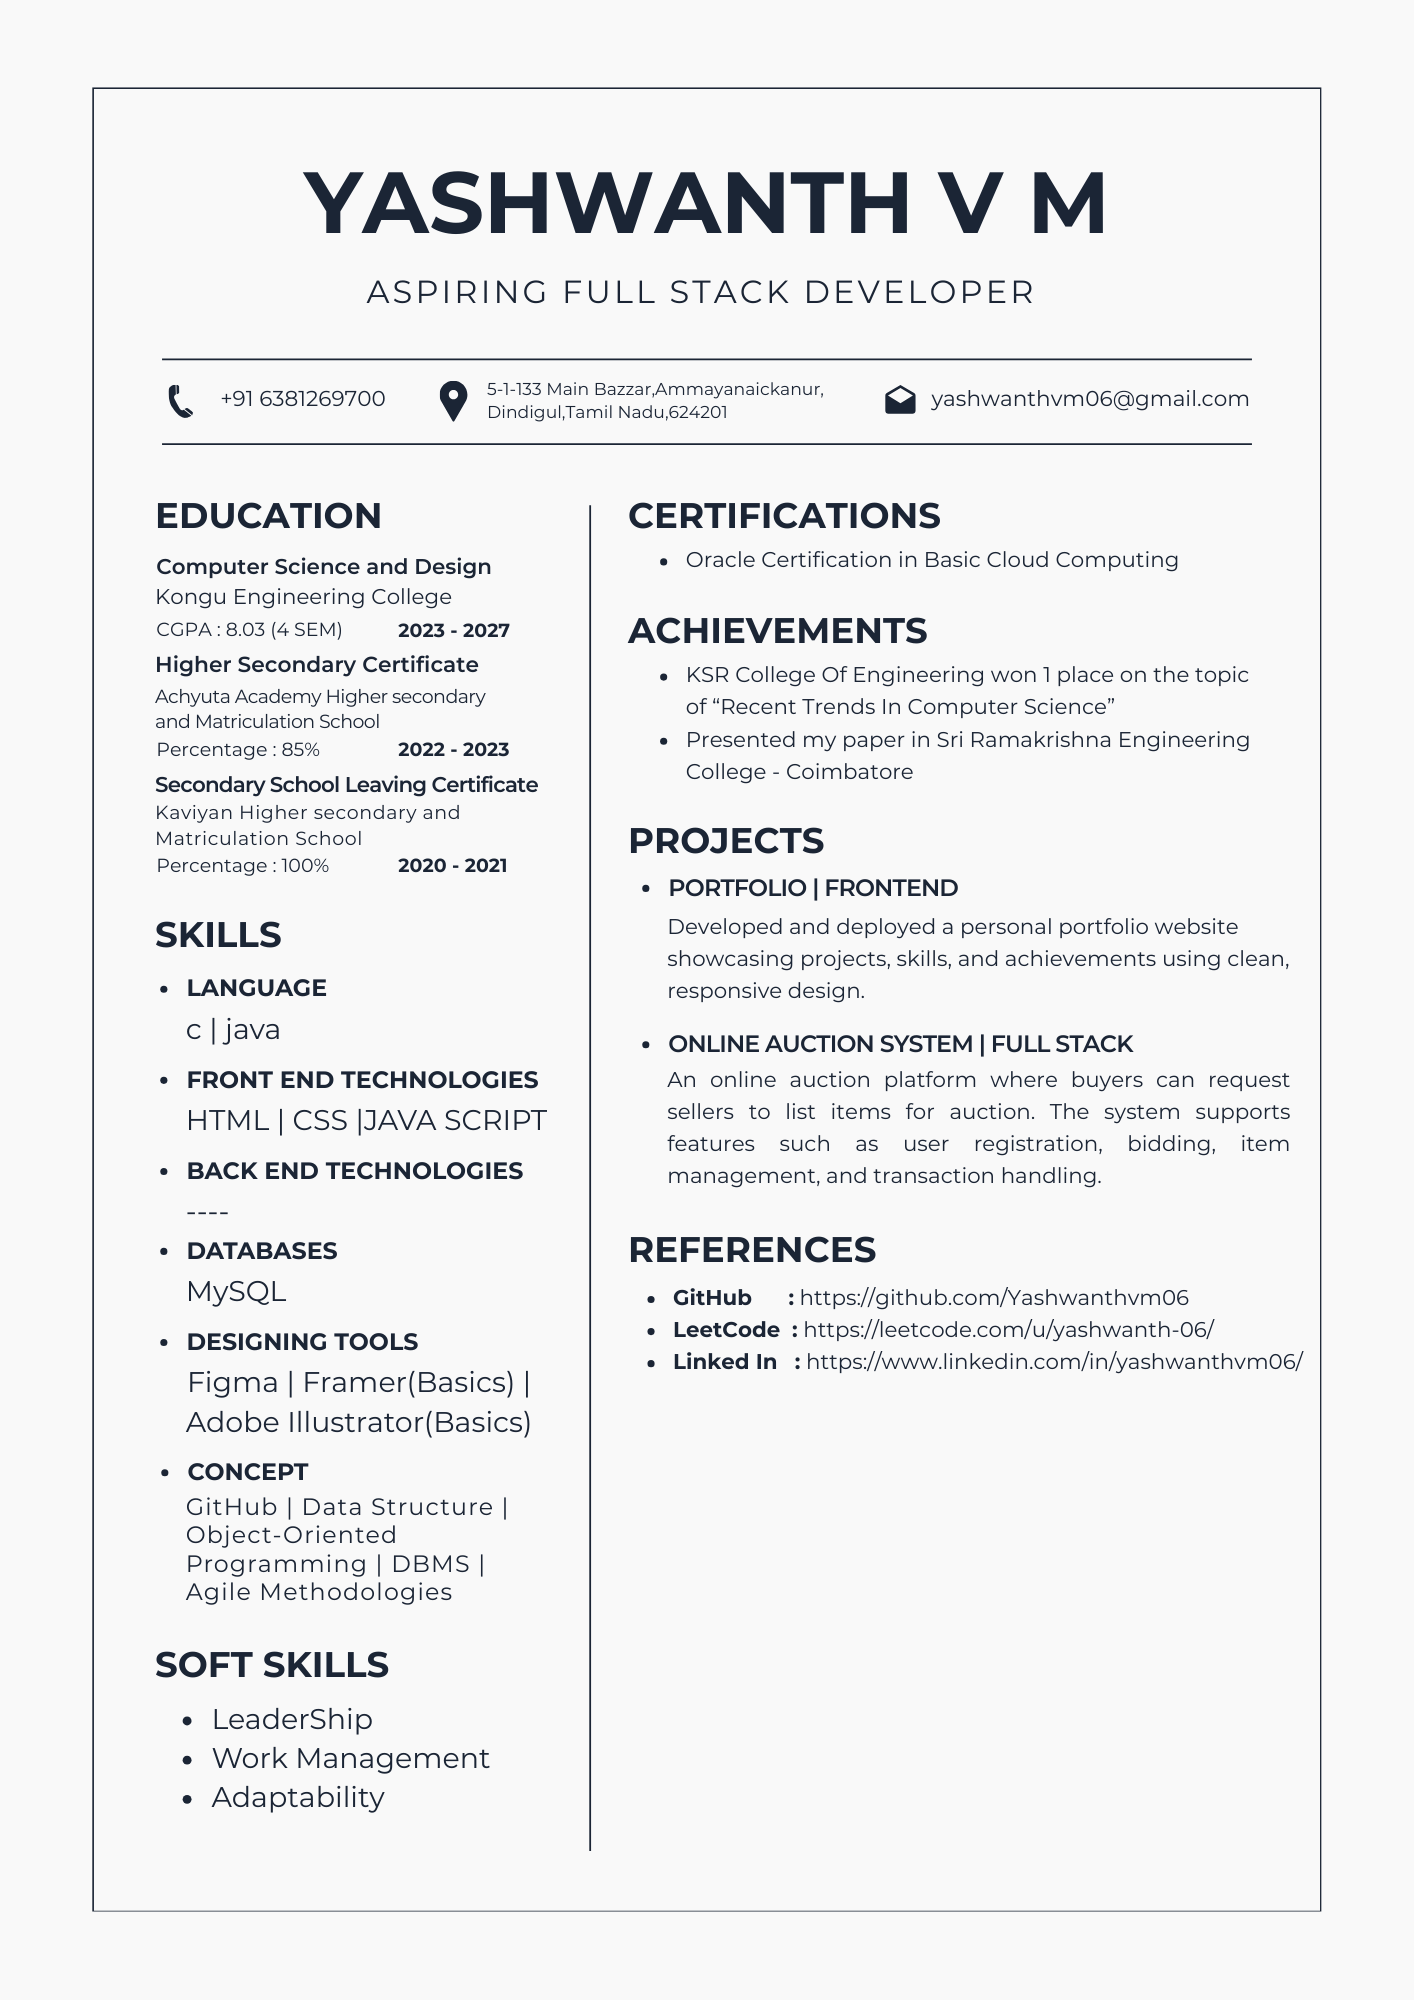 YASHWANTH V M
ASPIRING FULL STACK DEVELOPER
+91 6381269700
5-1-133 Main Bazzar,Ammayanaickanur,
Dindigul,Tamil Nadu,624201
yashwanthvm06@gmail.com
EDUCATION
Computer Science and Design
Kongu Engineering College
CGPA : 8.03 (4 SEM) 2023 - 2027
Higher Secondary Certificate
Achyuta Academy Higher secondary
and Matriculation School
Percentage : 85% 2022 - 2023
Secondary School Leaving Certificate
Kaviyan Higher secondary and
Matriculation School
Percentage : 100% 2020 - 2021
SKILLS
• LANGUAGE
c | java
• FRONT END TECHNOLOGIES
HTML | CSS |JAVA SCRIPT
• BACK END TECHNOLOGIES
----
• DATABASES
MySQL
• DESIGNING TOOLS
Figma | Framer(Basics) |
Adobe Illustrator(Basics)
• CONCEPT
GitHub | Data Structure |
Object-Oriented
Programming | DBMS |
Agile Methodologies
SOFT SKILLS
• LeaderShip
• Work Management
• Adaptability
CERTIFICATIONS
• Oracle Certification in Basic Cloud Computing
ACHIEVEMENTS
• KSR College Of Engineering won 1 place on the topic
of “Recent Trends In Computer Science”
• Presented my paper in Sri Ramakrishna Engineering
College - Coimbatore
PROJECTS
• PORTFOLIO | FRONTEND
Developed and deployed a personal portfolio website
showcasing projects, skills, and achievements using clean,
responsive design.
• ONLINE AUCTION SYSTEM | FULL STACK
An online auction platform where buyers can request
sellers to list items for auction. The system supports
features such as user registration, bidding, item
management, and transaction handling.
REFERENCES
• GitHub : https://github.com/Yashwanthvm06
• LeetCode : https://leetcode.com/u/yashwanth-06/
• Linked In : https://www.linkedin.com/in/yashwanthvm06/